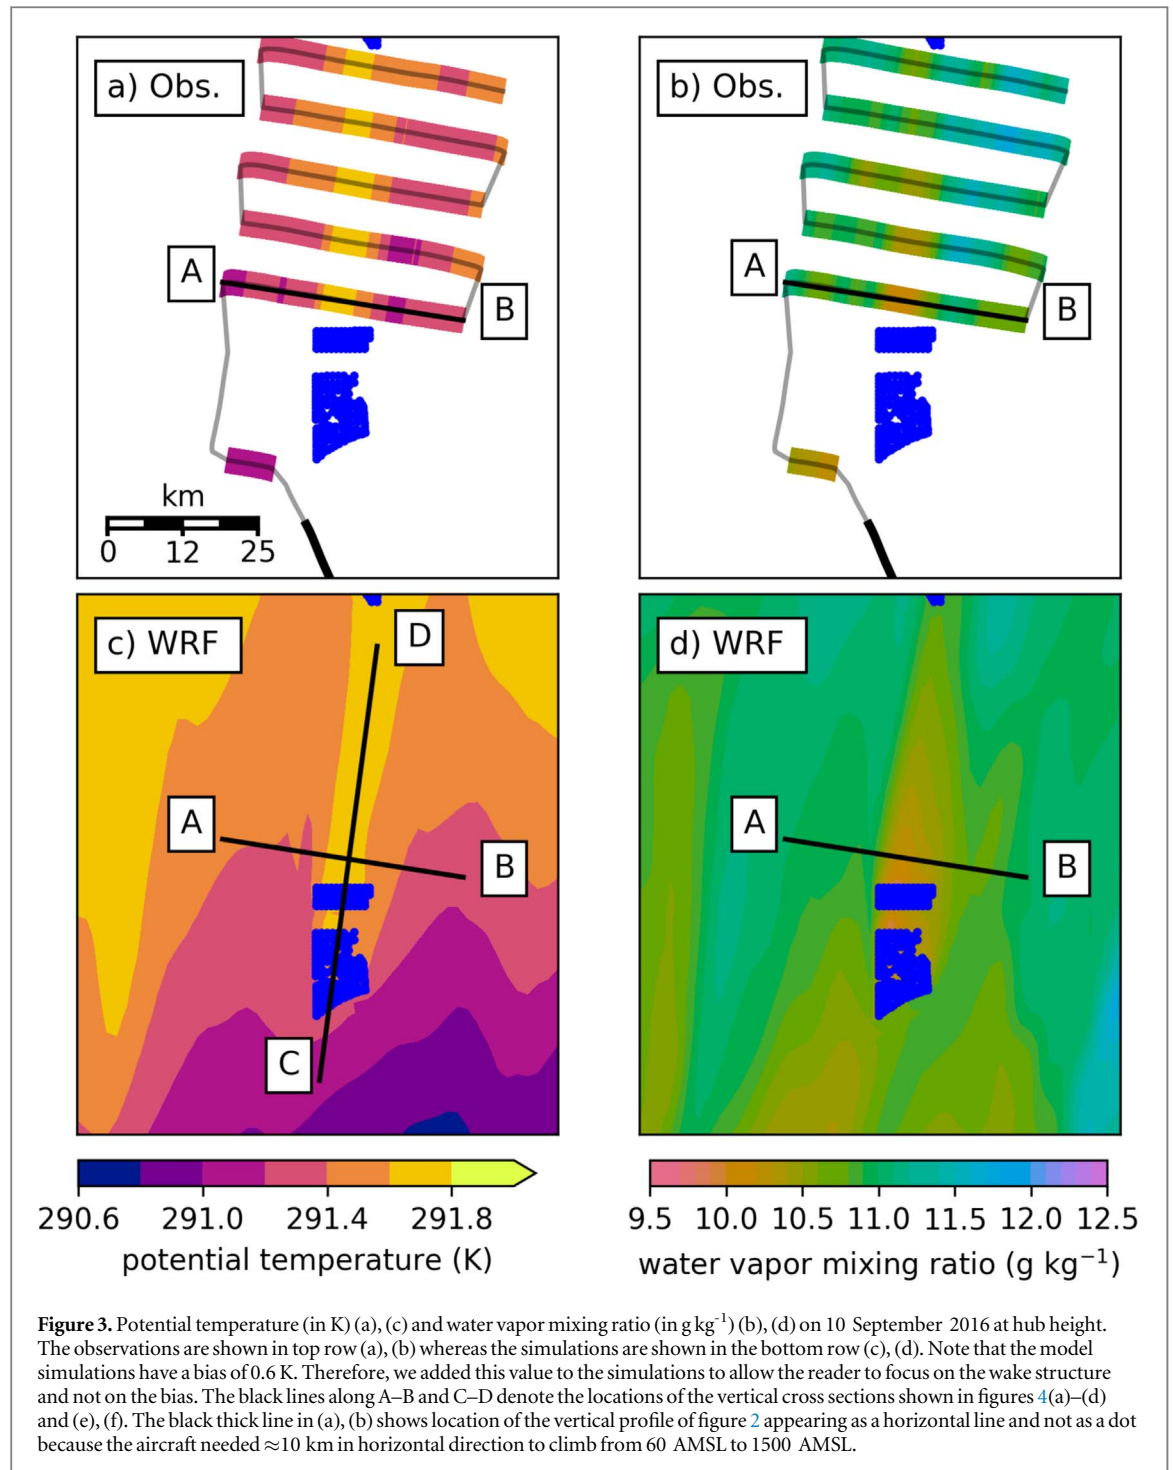 a) Obs.
b) Obs.
A
B
A
B
km
0 12 25
c) WRF
D
d) WRF
A
B
A
B
C
290.6 291.0 291.4 291.8
potential temperature (K)
9.5 10.0 10.5 11.0 11.5 12.0 12.5
water vapor mixing ratio (g kg⁻¹)
Figure 3. Potential temperature (in K) (a), (c) and water vapor mixing ratio (in g kg⁻¹) (b), (d) on 10 September 2016 at hub height.
The observations are shown in top row (a), (b) whereas the simulations are shown in the bottom row (c), (d). Note that the model
simulations have a bias of 0.6 K. Therefore, we added this value to the simulations to allow the reader to focus on the wake structure
and not on the bias. The black lines along A–B and C–D denote the locations of the vertical cross sections shown in figures 4(a)–(d)
and (e), (f). The black thick line in (a), (b) shows location of the vertical profile of figure 2 appearing as a horizontal line and not as a dot
because the aircraft needed ≈10 km in horizontal direction to climb from 60 AMSL to 1500 AMSL.